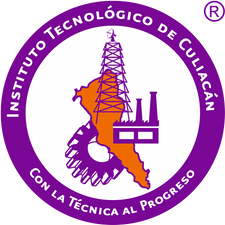 INSTITUTO TECNOLÓGICO DE CULIACÁN
®
CON LA TÉCNICA AL PROGRESO